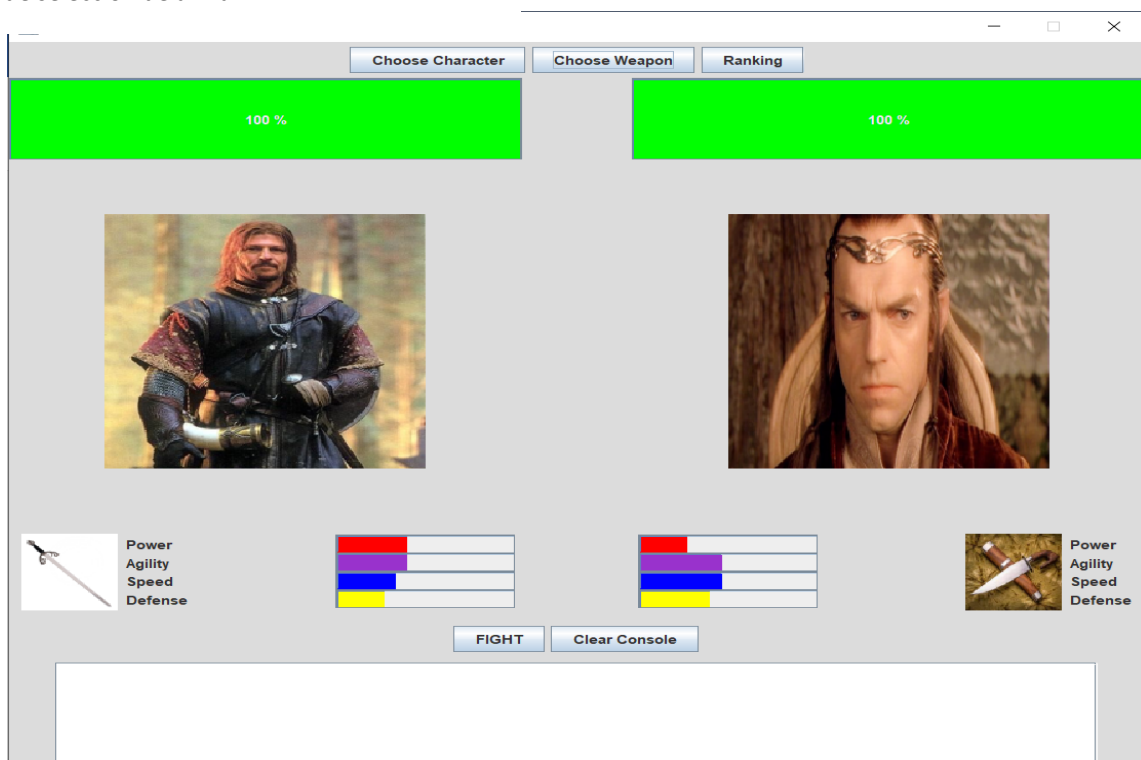 Choose Character Choose Weapon Ranking
100 % 100 %
Power Power
Agility Agility
Speed Speed
Defense Defense
FIGHT Clear Console